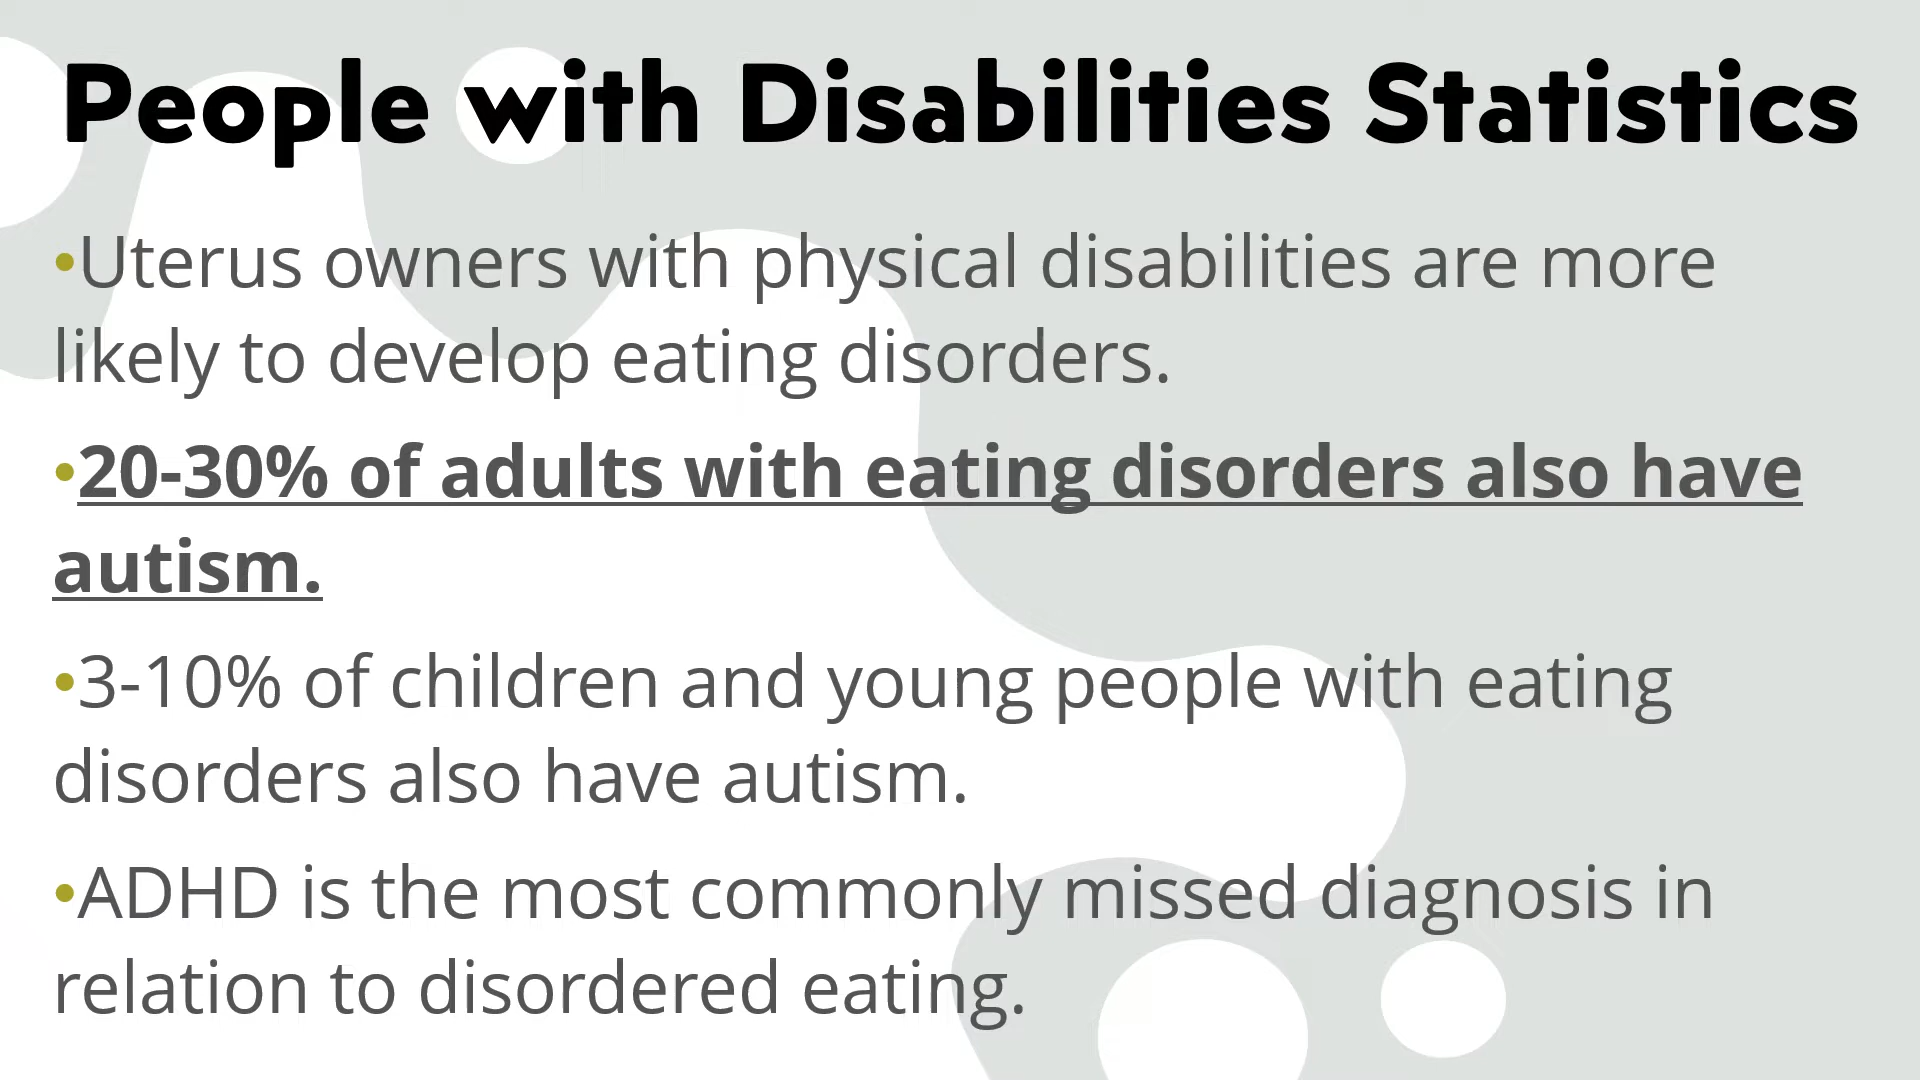 People with Disabilities Statistics
•Uterus owners with physical disabilities are more
likely to develop eating disorders.
•20-30% of adults with eating disorders also have
autism.
•3-10% of children and young people with eating
disorders also have autism.
•ADHD is the most commonly missed diagnosis in
relation to disordered eating.